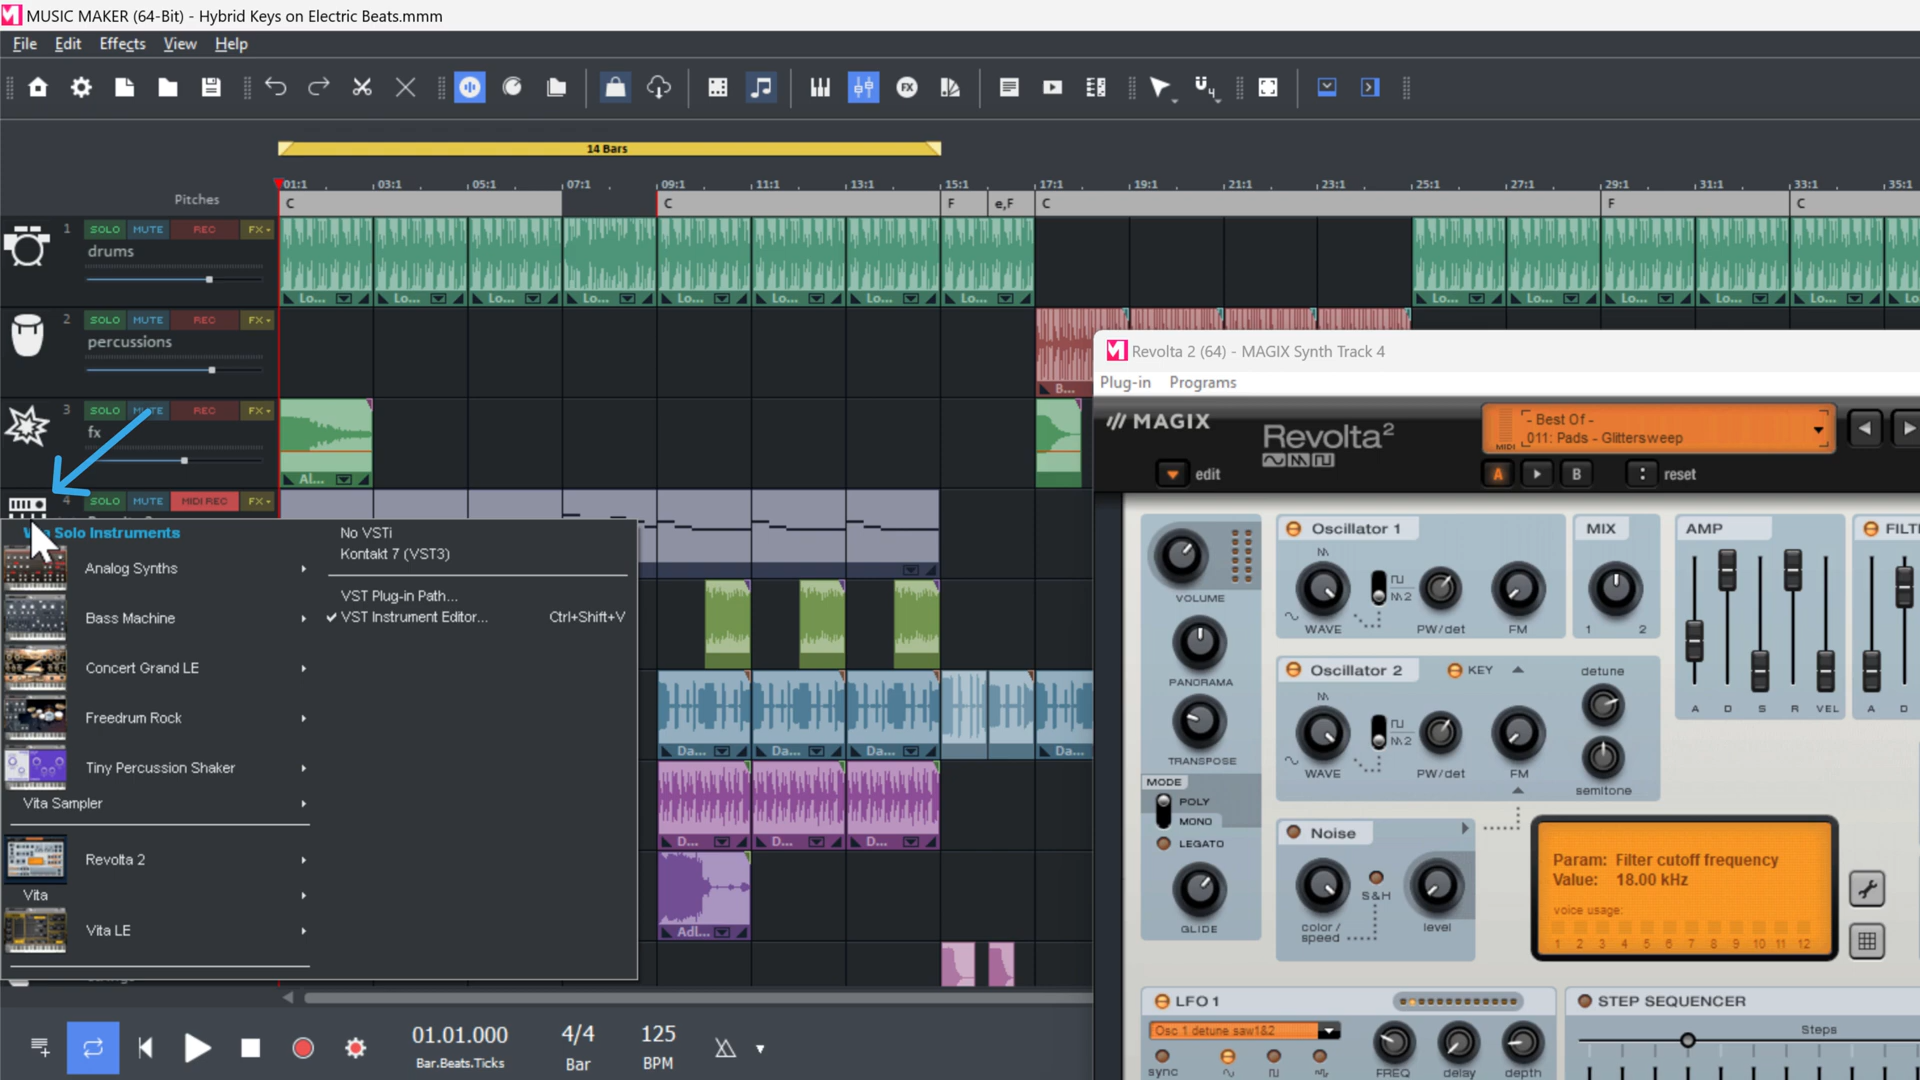 MUSIC MAKER (64-Bit) - Hybrid Keys on Electric Beats.mmm
File Edit Effects View Help
FX
4
14 Bars
01:1 03:1 05:1 07:1 09:1 11:1 13:1 15:1 17:1 19:1 21:1 23:1 25:1 27:1 29:1 31:1 33:1 35:1
Pitches
C C F e,F C F C
1 SOLO MUTE REC FX
drums
Lo... Lo... Lo... Lo... Lo... Lo... Lo... Lo... Lo... Lo... Lo... Lo... Lo... Lo
2 SOLO MUTE REC FX
percussions
B...
3 SOLO MUTE REC FX
fx
Al...
4 SOLO MUTE MIDI REC FX
Solo Instruments
Analog Synths
Bass Machine
Concert Grand LE
Freedrum Rock
Tiny Percussion Shaker
Vita Sampler
Revolta 2
Vita
Vita LE
No VSTi
Kontakt 7 (VST3)
VST Plug-in Path...
VST Instrument Editor... Ctrl+Shift+V
Da... Da... Da... Da...
D... D... D...
Adl...
01.01.000 4/4 125
Bar.Beats.Ticks Bar BPM
Revolta 2 (64) - MAGIX Synth Track 4
Plug-in Programs
MAGIX
Revolta2
- Best Of -
MIDI 011: Pads - Glittersweep
edit A B reset
VOLUME
PANORAMA
TRANSPOSE
MODE
POLY
MONO
LEGATO
GLIDE
Oscillator 1
WAVE PW/det FM
MIX
1 2
AMP
A D S R VEL
FILT
A D
Oscillator 2 KEY detune
WAVE PW/det FM
semitone
Noise
S&H
color / speed level
Param: Filter cutoff frequency
Value: 18.00 kHz
voice usage:
1 2 3 4 5 6 7 8 9 10 11 12
LFO 1
Osc 1 detune saw1&2
sync FREQ delay depth
STEP SEQUENCER
Steps